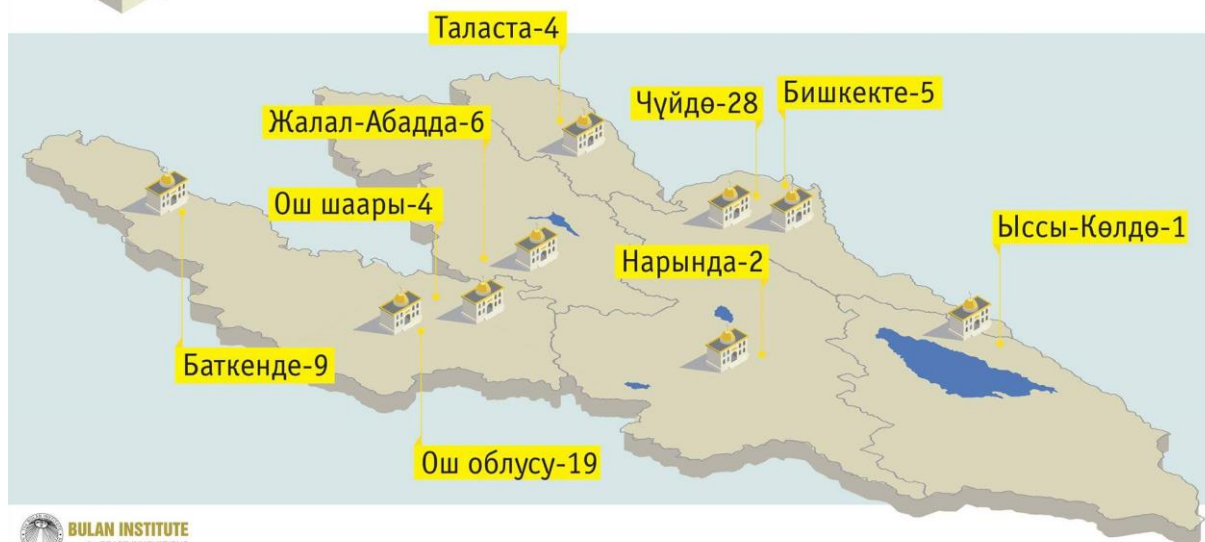 Таласта-4
Чүйдө-28
Бишкекте-5
Жалал-Абадда-6
Ош шаары-4
Ыссы-Көлдө-1
Нарында-2
Баткенде-9
Ош облусу-19
BULAN INSTITUTE